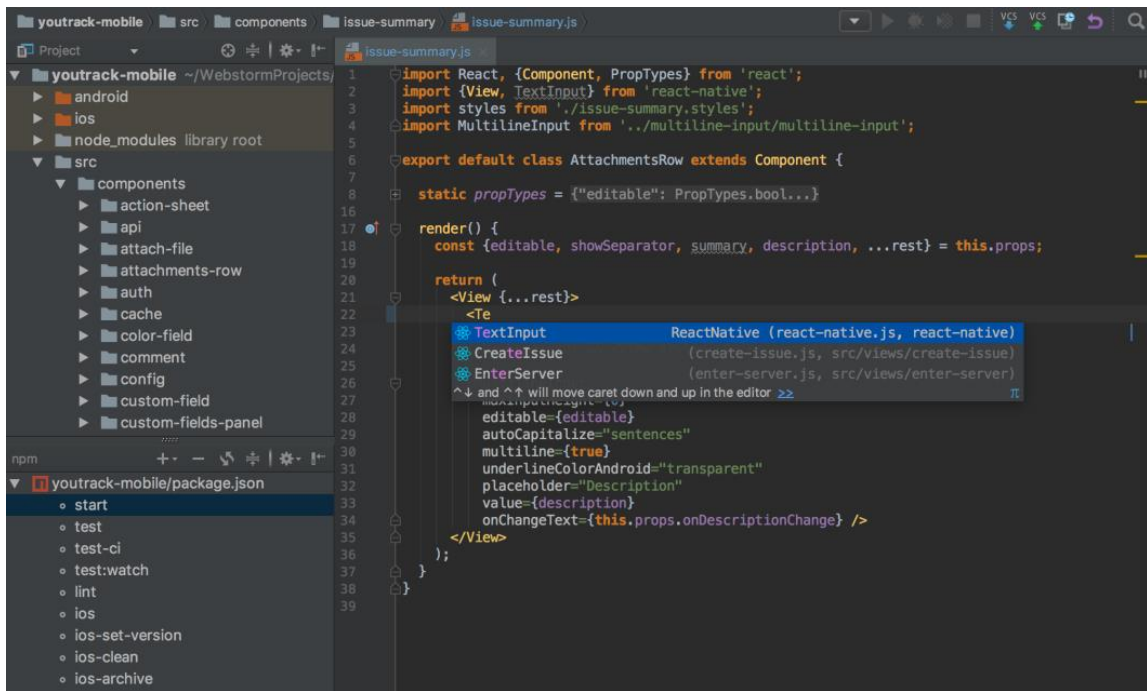 youtrack-mobile src components issue-summary issue-summary.js
VCS VCS
Project
issue-summary.js
youtrack-mobile ~/WebstormProjects/
android
ios
node_modules library root
src
components
action-sheet
api
attach-file
attachments-row
auth
cache
color-field
comment
config
custom-field
custom-fields-panel
npm
youtrack-mobile/package.json
start
test
test-ci
test:watch
lint
ios
ios-set-version
ios-clean
ios-archive
1 import React, {Component, PropTypes} from 'react';
2 import {View, TextInput} from 'react-native';
3 import styles from './issue-summary.styles';
4 import MultilineInput from '../multiline-input/multiline-input';
5
6 export default class AttachmentsRow extends Component {
7
8 static propTypes = {"editable": PropTypes.bool...}
16
17 render() {
18 const {editable, showSeparator, summary, description, ...rest} = this.props;
19
20 return (
21 <View {...rest}>
22 <Te
23 TextInput ReactNative (react-native.js, react-native)
24 CreateIssue (create-issue.js, src/views/create-issue)
25 EnterServer (enter-server.js, src/views/enter-server)
26 ^↓ and ^↑ will move caret down and up in the editor >> π
27
28 editable={editable}
29 autoCapitalize="sentences"
30 multiline={true}
31 underlineColorAndroid="transparent"
32 placeholder="Description"
33 value={description}
34 onChangeText={this.props.onDescriptionChange} />
35 </View>
36 );
37 }
38 }
39